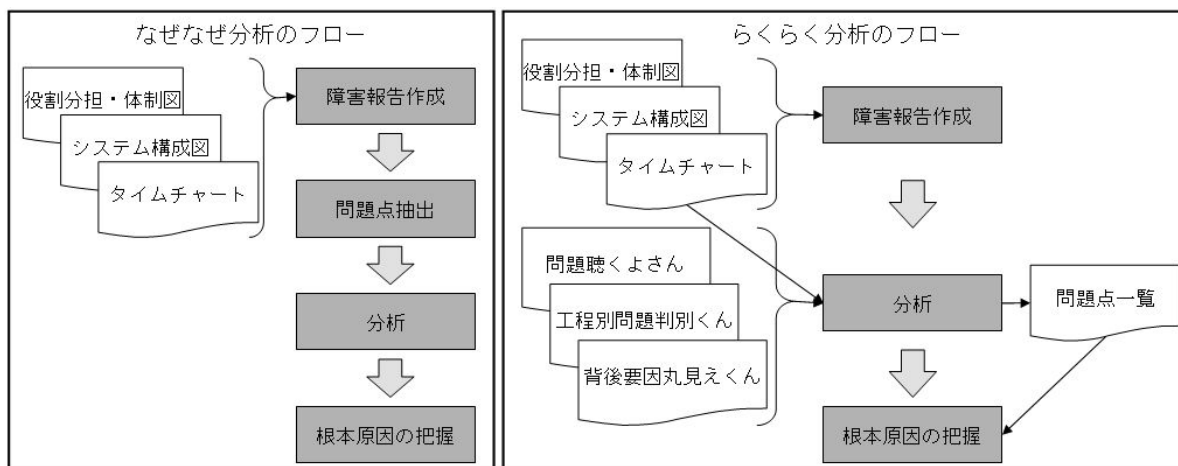 なぜなぜ分析のフロー
役割分担・体制図
システム構成図
タイムチャート
障害報告作成
問題点抽出
分析
根本原因の把握
らくらく分析のフロー
役割分担・体制図
システム構成図
タイムチャート
障害報告作成
問題聴くよさん
工程別問題判別くん
背後要因丸見えくん
分析
問題点一覧
根本原因の把握